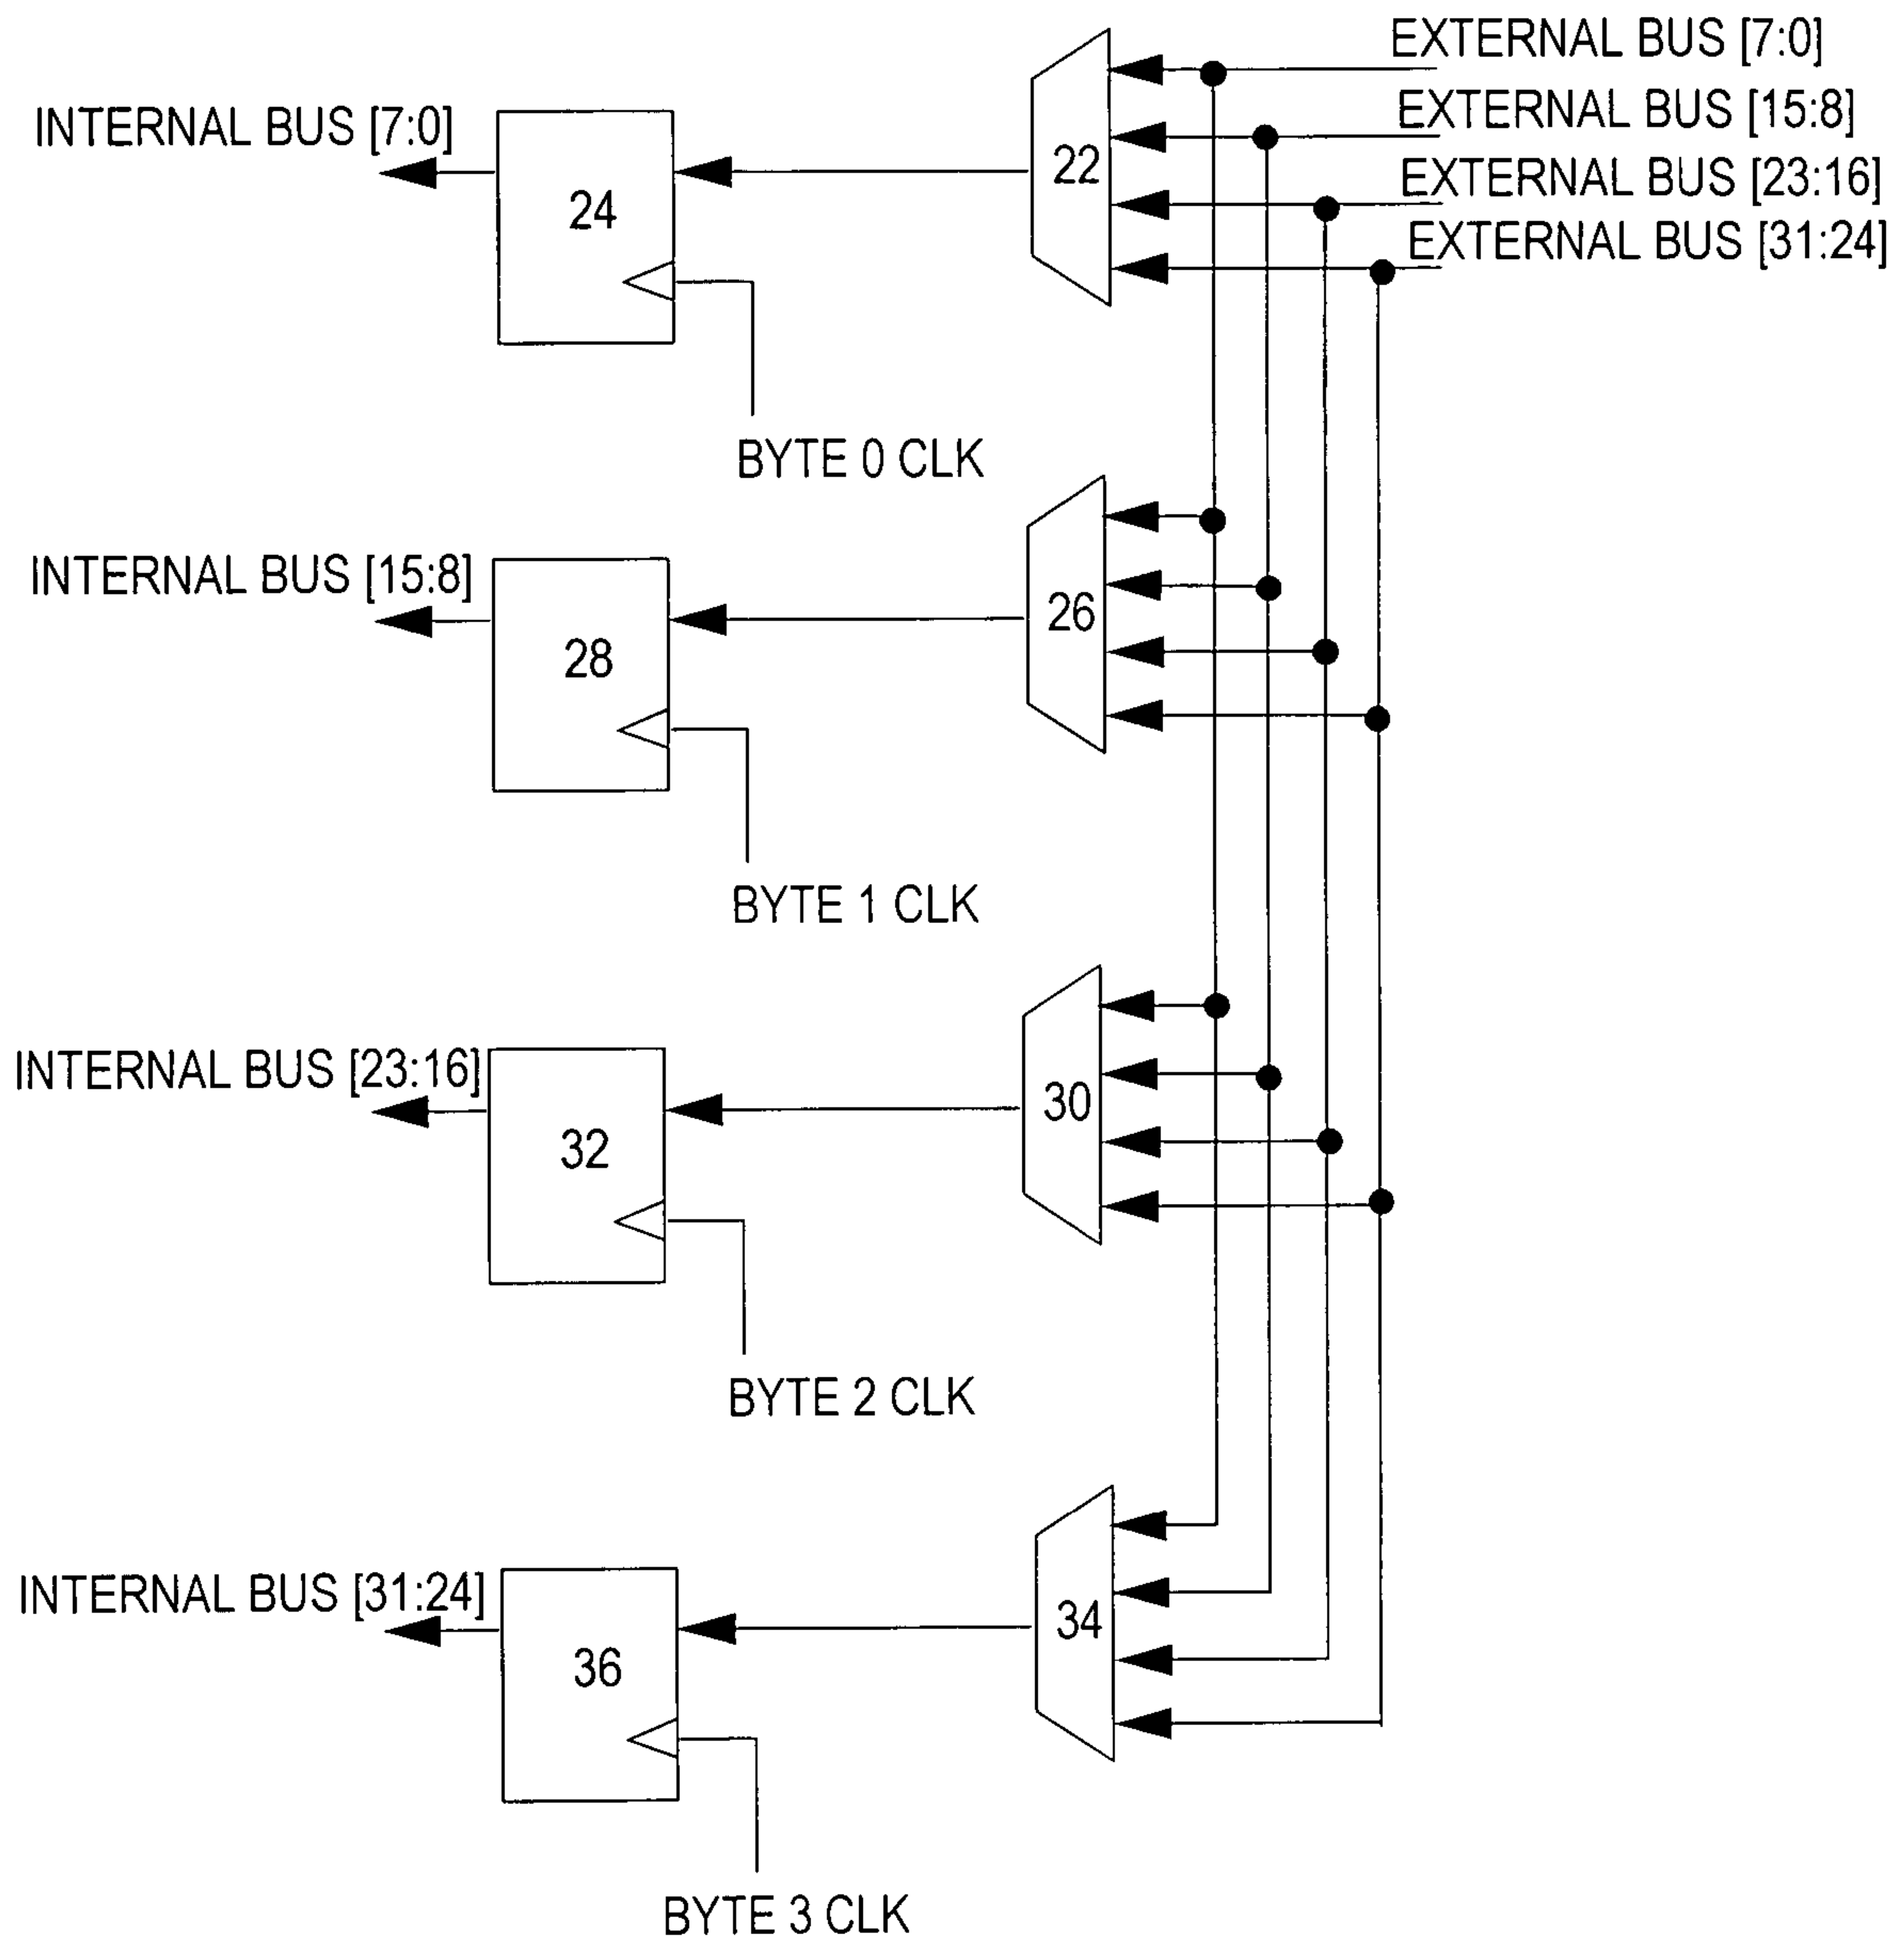 EXTERNAL BUS [7:0]
EXTERNAL BUS [15:8]
INTERNAL BUS [7:0]
22
EXTERNAL BUS [23:16]
24
EXTERNAL BUS [31:24]
BYTE 0 CLK
INTERNAL BUS [15:8]
26
28
BYTE 1 CLK
INTERNAL BUS [23:16]
30
32
BYTE 2 CLK
INTERNAL BUS [31:24]
34
36
BYTE 3 CLK